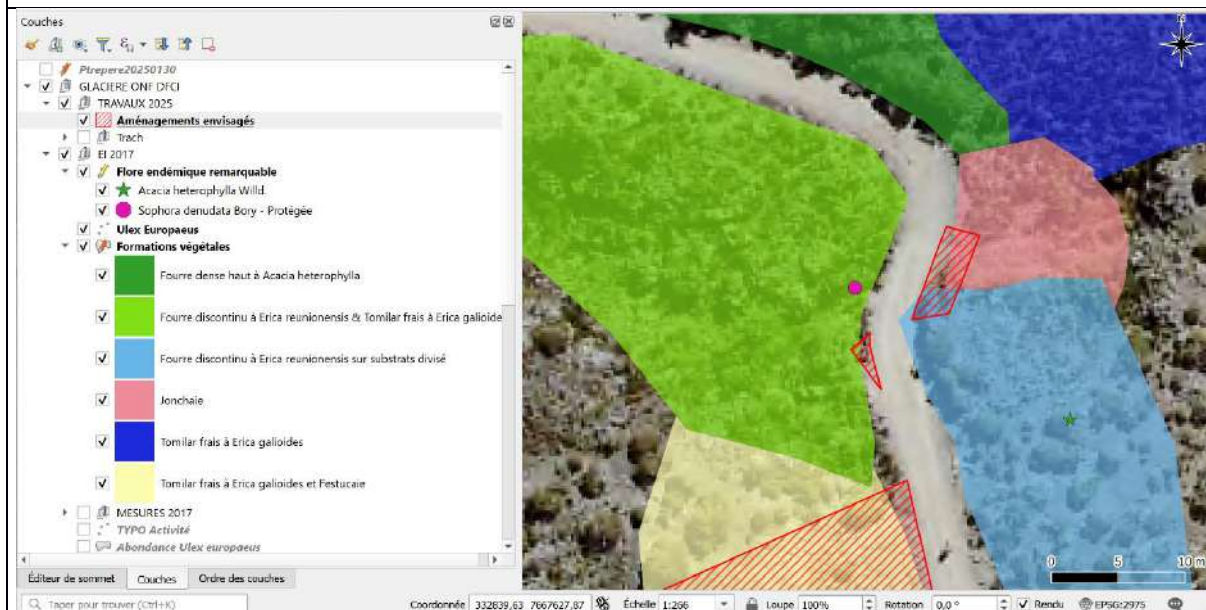 Couches
Ptrepere20250130
GLACIERE ONF DFCI
TRAVAUX 2025
Aménagements envisagés
Trach
EI 2017
Flore endémique remarquable
Acacia heterophylla Willd.
Sophora denudata Bory - Protégée
Ulex Europaeus
Formations végétales
Fourre dense haut à Acacia heterophylla
Fourre discontinu à Erica reunionensis & Tomilar frais à Erica galioide
Fourre discontinu à Erica reunionensis sur substrats divisé
Jonchaie
Tomilar frais à Erica galioides
Tomilar frais à Erica galioides et Festucaie
MESURES 2017
TYPO Activité
Abondance Ulex europaeus
0 5 10 m
Éditeur de sommet Couches Ordre des couches
Taper pour trouver (Ctrl+K) Coordonnée 332839,63 7667627,87 Échelle 1:266 Loupe 100% Rotation 0,0 ° Rendu EPSG:2975